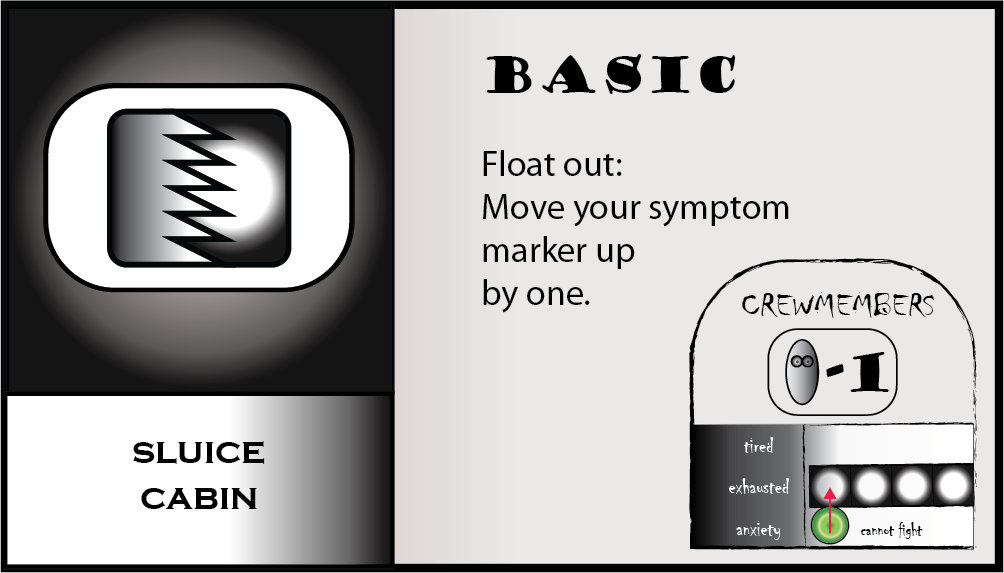 BASIC
Float out:
Move your symptom
marker up
by one.
SLUICE
CABIN
CREWMEMBERS
-1
tired
exhausted
anxiety
cannot fight